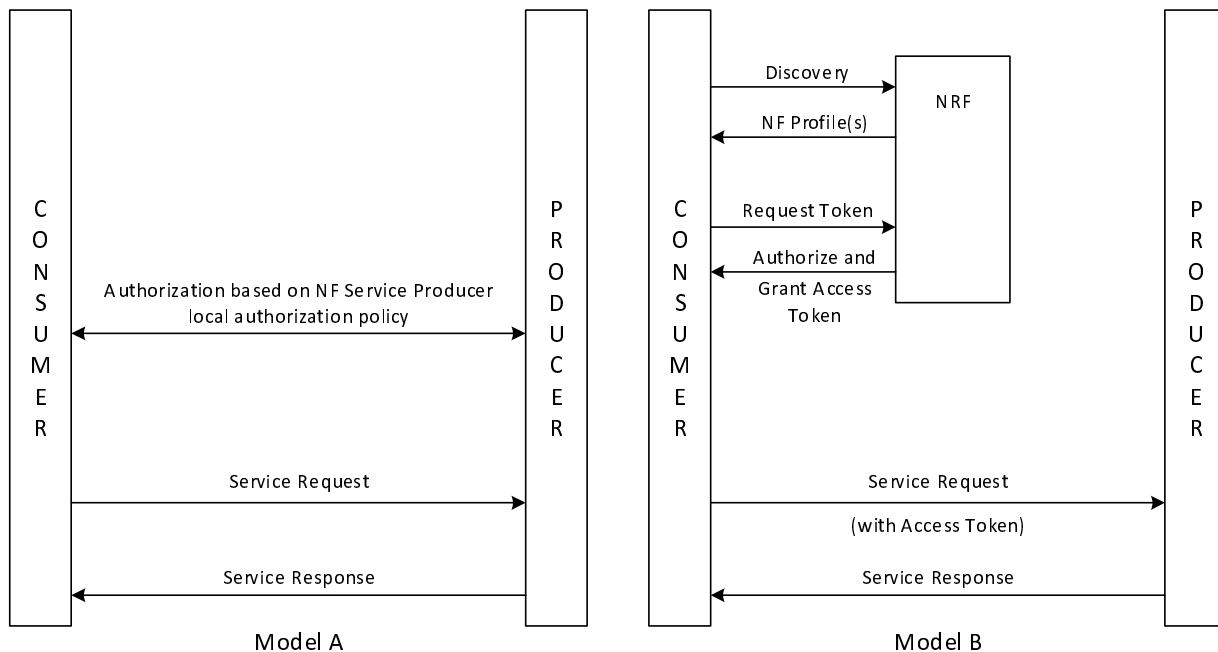 CONSUMER
Authorization based on NF Service Producer
local authorization policy
Service Request
Service Response
PRODUCER
Model A
CONSUMER
Discovery
NRF
NF Profile(s)
Request Token
Authorize and
Grant Access
Token
Service Request
(with Access Token)
Service Response
PRODUCER
Model B